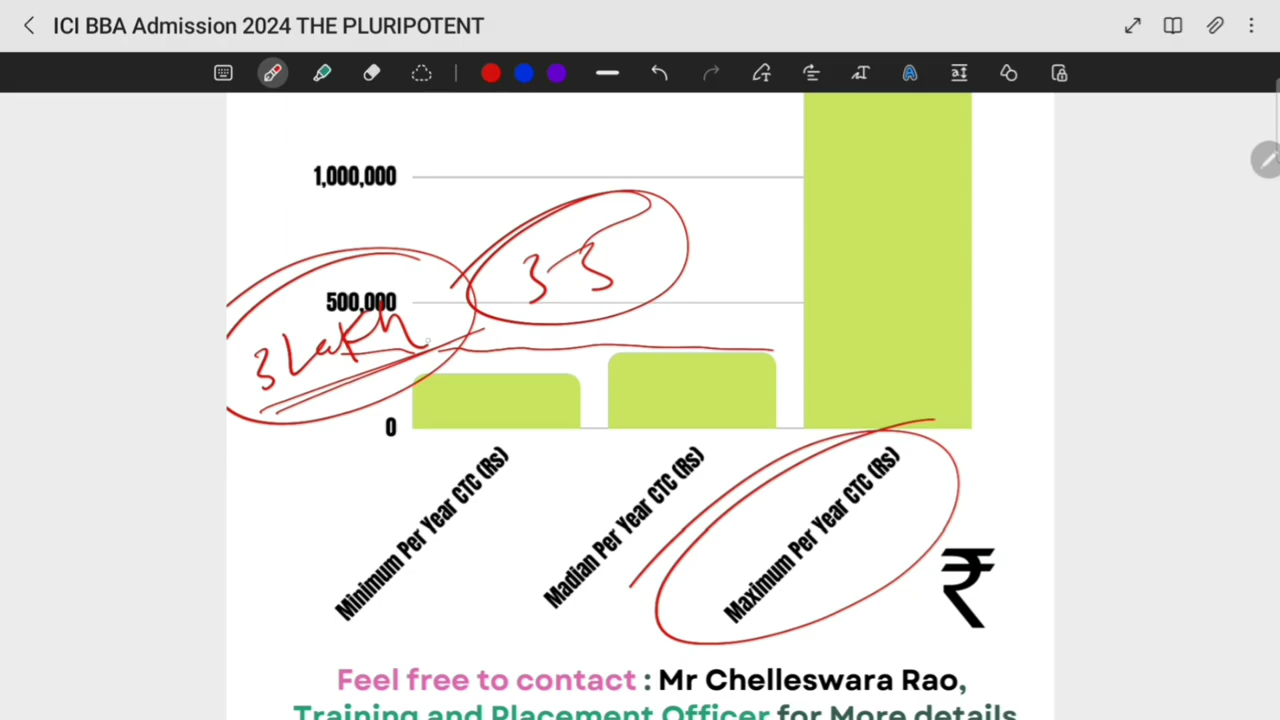 ICI BBA Admission 2024 THE PLURIPOTENT
1,000,000
3-3
500,000
3 Lakh
0
Minimum Per Year CTC (Rs)
Madian Per Year CTC (Rs)
Maximum Per Year CTC (Rs)
₹
Feel free to contact : Mr Chelleswara Rao,
Training and Placement Officer for More details